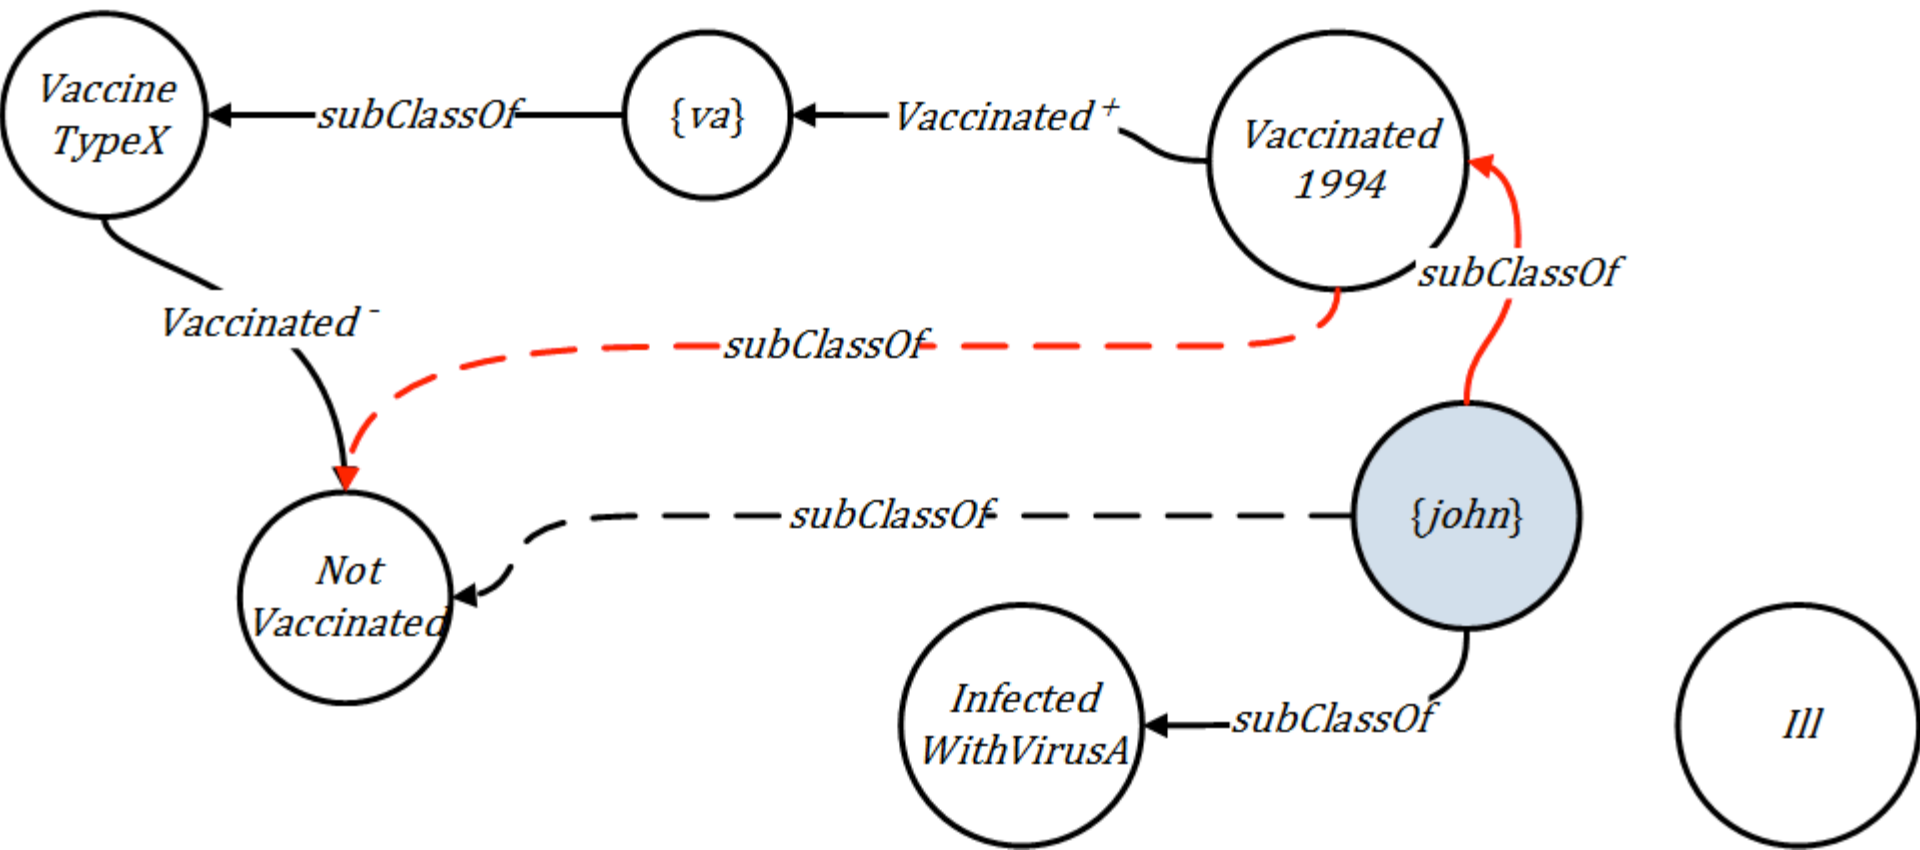 Vaccine
TypeX
subClassOf
{va}
Vaccinated +
Vaccinated
1994
subClassOf
Vaccinated -
subClassOf
subClassOf
{john}
Not
Vaccinated
Infected
WithVirusA
subClassOf
Ill